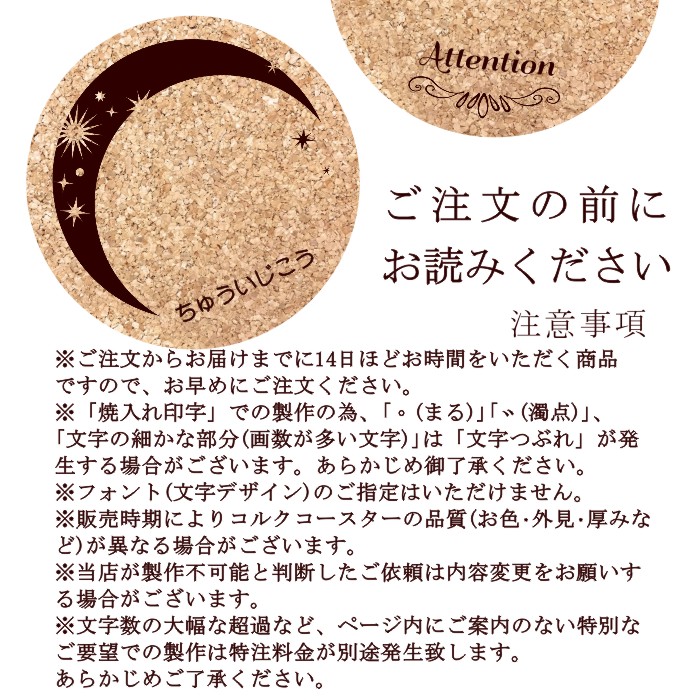 Attention
ちゅういじこう
ご注文の前に
お読みください
注意事項
※ご注文からお届けまでに14日ほどお時間をいただく商品
ですので、お早めにご注文ください。
※「焼入れ印字」での製作の為、「゜(まる)」「゛(濁点)」、
「文字の細かな部分(画数が多い文字)」は「文字つぶれ」が発
生する場合がございます。あらかじめ御了承ください。
※フォント(文字デザイン)のご指定はいただけません。
※販売時期によりコルクコースターの品質(お色･外見･厚みな
ど)が異なる場合がございます。
※当店が製作不可能と判断したご依頼は内容変更をお願いす
る場合がございます。
※文字数の大幅な超過など、ページ内にご案内のない特別な
ご要望での製作は特注料金が別途発生致します。
あらかじめご了承ください。